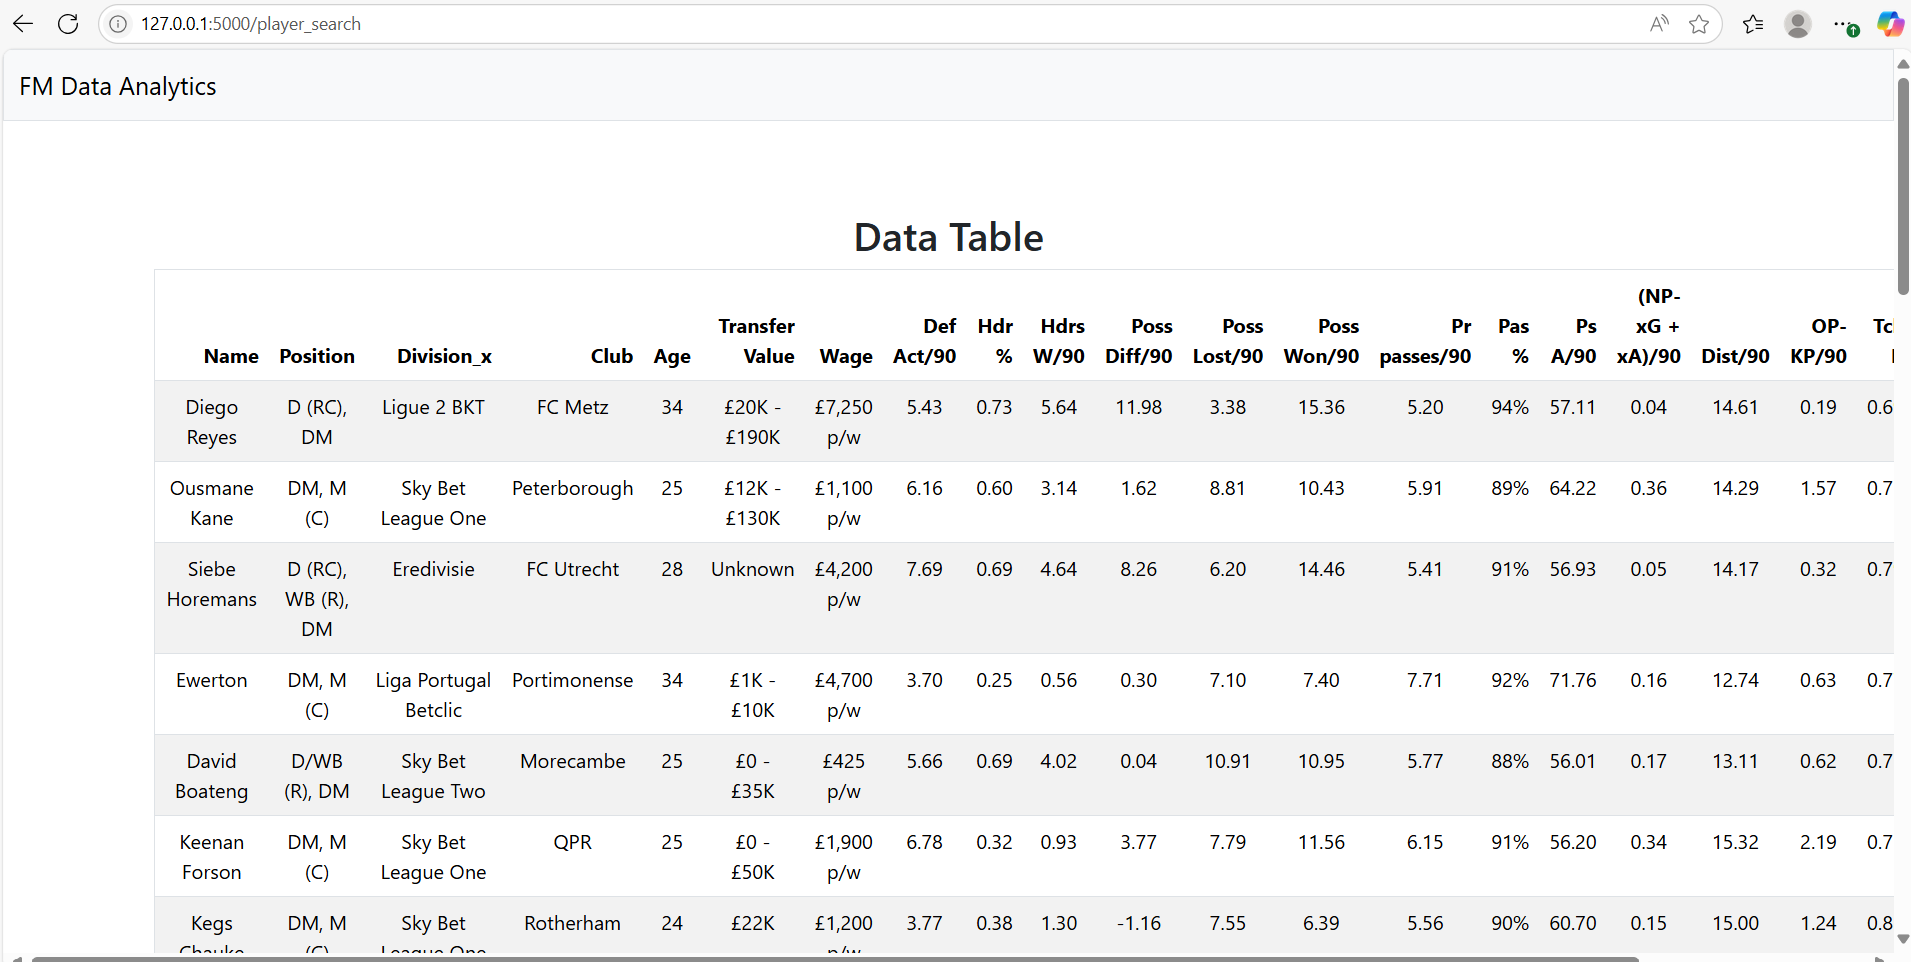 127.0.0.1:5000/player_search
FM Data Analytics
Data Table
(NP-
Transfer Def Hdr Hdrs Poss Poss Poss Pr Pas Ps xG + OP-
Name Position Division_x Club Age Value Wage Act/90 % W/90 Diff/90 Lost/90 Won/90 passes/90 % A/90 xA)/90 Dist/90 KP/90
Diego D (RC), Ligue 2 BKT FC Metz 34 £20K - £7,250 5.43 0.73 5.64 11.98 3.38 15.36 5.20 94% 57.11 0.04 14.61 0.19 0.6
Reyes DM £190K p/w
Ousmane DM, M Sky Bet Peterborough 25 £12K - £1,100 6.16 0.60 3.14 1.62 8.81 10.43 5.91 89% 64.22 0.36 14.29 1.57 0.7
Kane (C) League One £130K p/w
Siebe D (RC), Eredivisie FC Utrecht 28 Unknown £4,200 7.69 0.69 4.64 8.26 6.20 14.46 5.41 91% 56.93 0.05 14.17 0.32 0.7
Horemans WB (R), p/w
DM
Ewerton DM, M Liga Portugal Portimonense 34 £1K - £4,700 3.70 0.25 0.56 0.30 7.10 7.40 7.71 92% 71.76 0.16 12.74 0.63 0.7
(C) Betclic £10K p/w
David D/WB Sky Bet Morecambe 25 £0 - £425 5.66 0.69 4.02 0.04 10.91 10.95 5.77 88% 56.01 0.17 13.11 0.62 0.7
Boateng (R), DM League Two £35K p/w
Keenan DM, M Sky Bet QPR 25 £0 - £1,900 6.78 0.32 0.93 3.77 7.79 11.56 6.15 91% 56.20 0.34 15.32 2.19 0.7
Forson (C) League One £50K p/w
Kegs DM, M Sky Bet Rotherham 24 £22K £1,200 3.77 0.38 1.30 -1.16 7.55 6.39 5.56 90% 60.70 0.15 15.00 1.24 0.8
Chauke (C) League One p/w